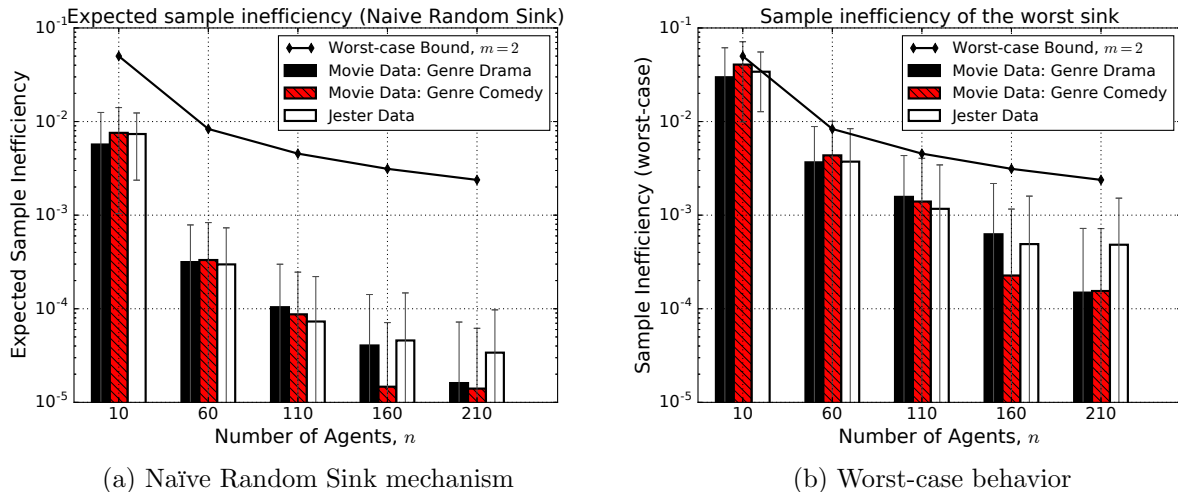 Expected sample inefficiency (Naive Random Sink)
10^-1
10^-2
10^-3
10^-4
10^-5
Expected Sample Inefficiency
Worst-case Bound, m = 2
Movie Data: Genre Drama
Movie Data: Genre Comedy
Jester Data
10 60 110 160 210
Number of Agents, n
(a) Naïve Random Sink mechanism
Sample inefficiency of the worst sink
10^-1
10^-2
10^-3
10^-4
10^-5
Sample Inefficiency (worst-case)
Worst-case Bound, m = 2
Movie Data: Genre Drama
Movie Data: Genre Comedy
Jester Data
10 60 110 160 210
Number of Agents, n
(b) Worst-case behavior